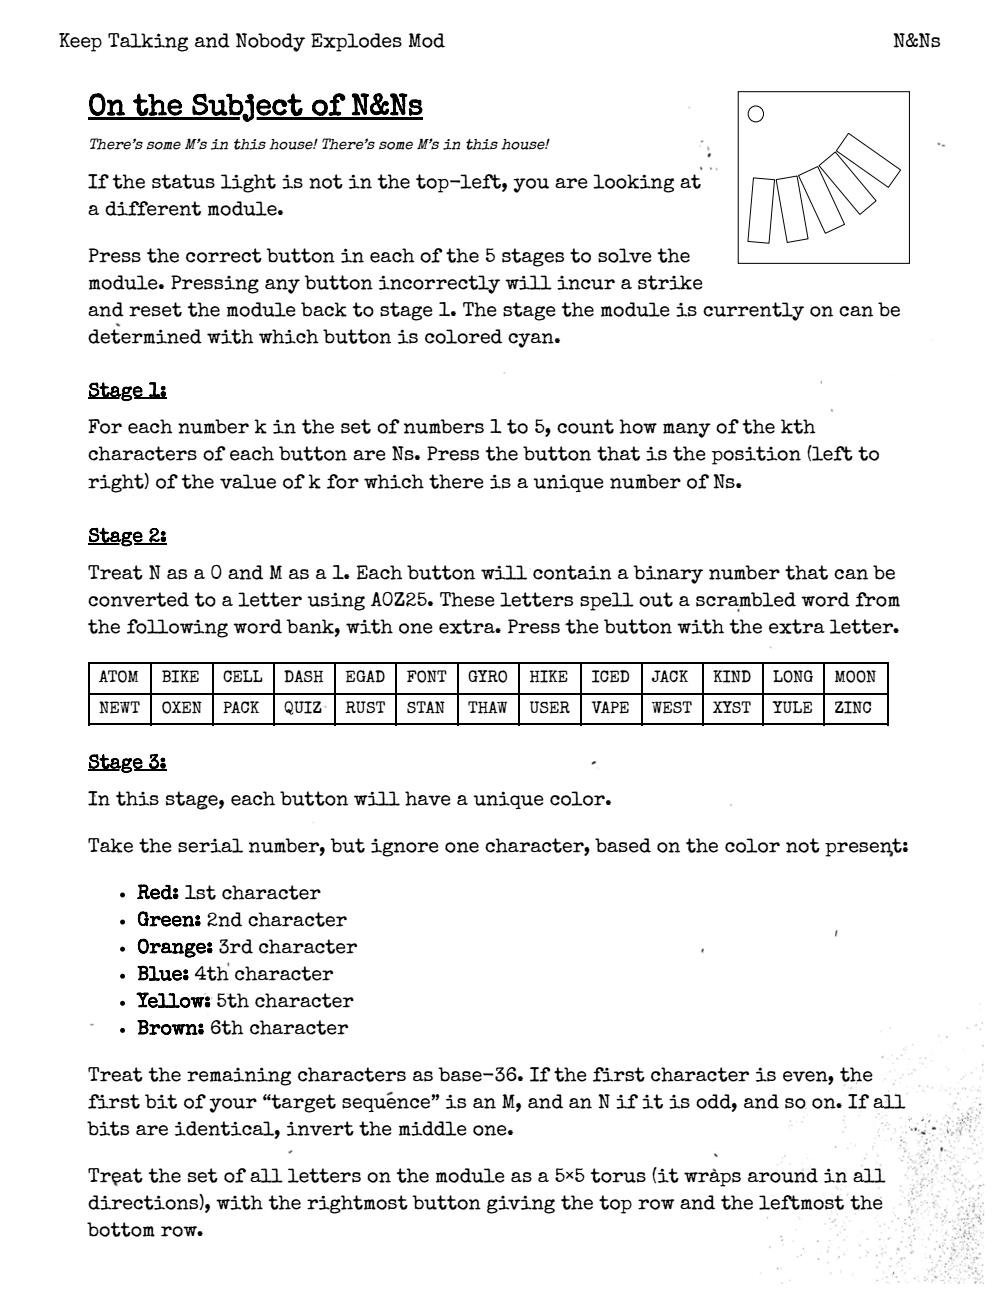 Keep Talking and Nobody Explodes Mod
N&Ns
On the Subject of N&Ns
There's some M's in this house! There's some M's in this house!
If the status light is not in the top-left, you are looking at
a different module.
Press the correct button in each of the 5 stages to solve the
module. Pressing any button incorrectly will incur a strike
and reset the module back to stage 1. The stage the module is currently on can be
determined with which button is colored cyan.
Stage 1:
For each number k in the set of numbers 1 to 5, count how many of the kth
characters of each button are Ns. Press the button that is the position (left to
right) of the value of k for which there is a unique number of Ns.
Stage 2:
Treat N as a 0 and M as a 1. Each button will contain a binary number that can be
converted to a letter using A0Z25. These letters spell out a scrambled word from
the following word bank, with one extra. Press the button with the extra letter.
ATOM BIKE CELL DASH EGAD FONT GYRO HIKE ICED JACK KIND LONG MOON
NEWT OXEN PACK QUIZ RUST STAN THAW USER VAPE WEST XYST YULE ZINC
Stage 3:
In this stage, each button will have a unique color.
Take the serial number, but ignore one character, based on the color not present:
• Red: 1st character
• Green: 2nd character
• Orange: 3rd character
• Blue: 4th character
• Yellow: 5th character
• Brown: 6th character
Treat the remaining characters as base-36. If the first character is even, the
first bit of your “target sequence” is an M, and an N if it is odd, and so on. If all
bits are identical, invert the middle one.
Treat the set of all letters on the module as a 5×5 torus (it wraps around in all
directions), with the rightmost button giving the top row and the leftmost the
bottom row.